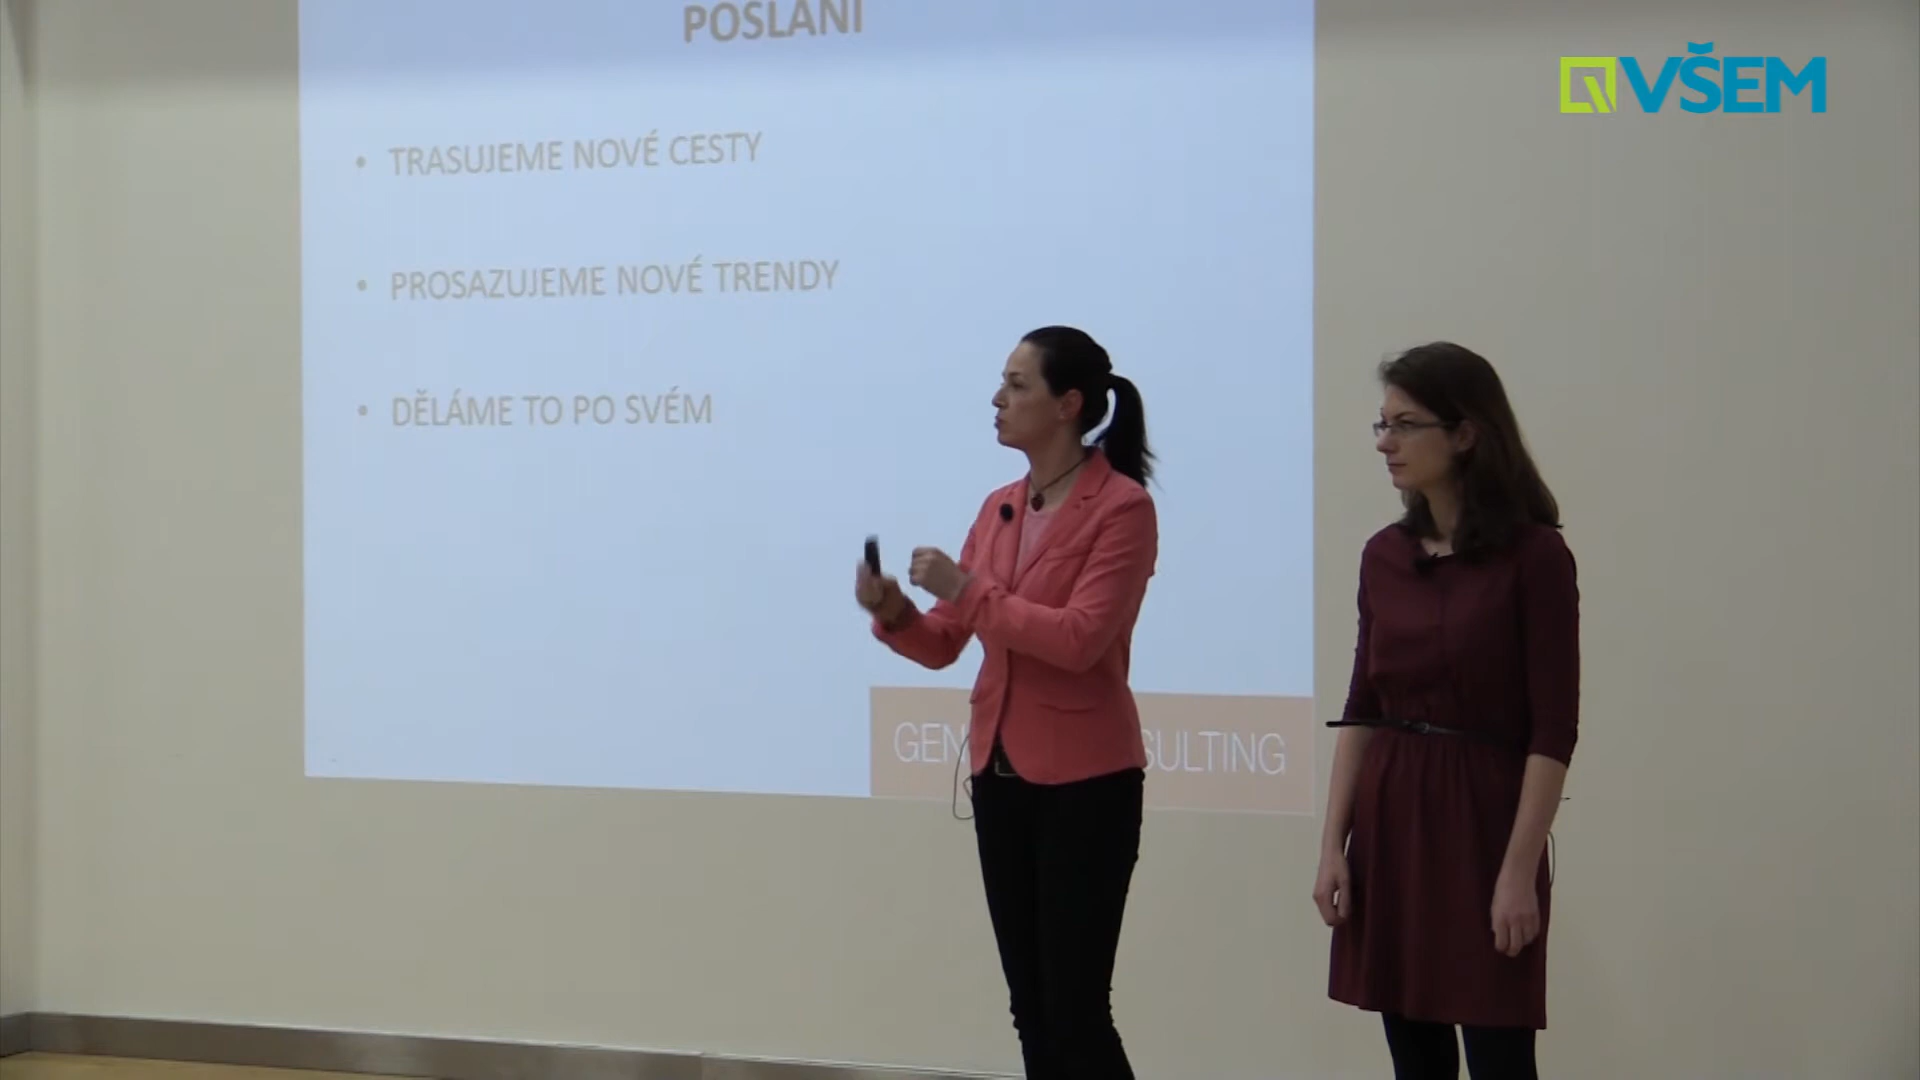 POSLÁNÍ
VŠEM
• TRASUJEME NOVÉ CESTY
• PROSAZUJEME NOVÉ TRENDY
• DĚLÁME TO PO SVÉM